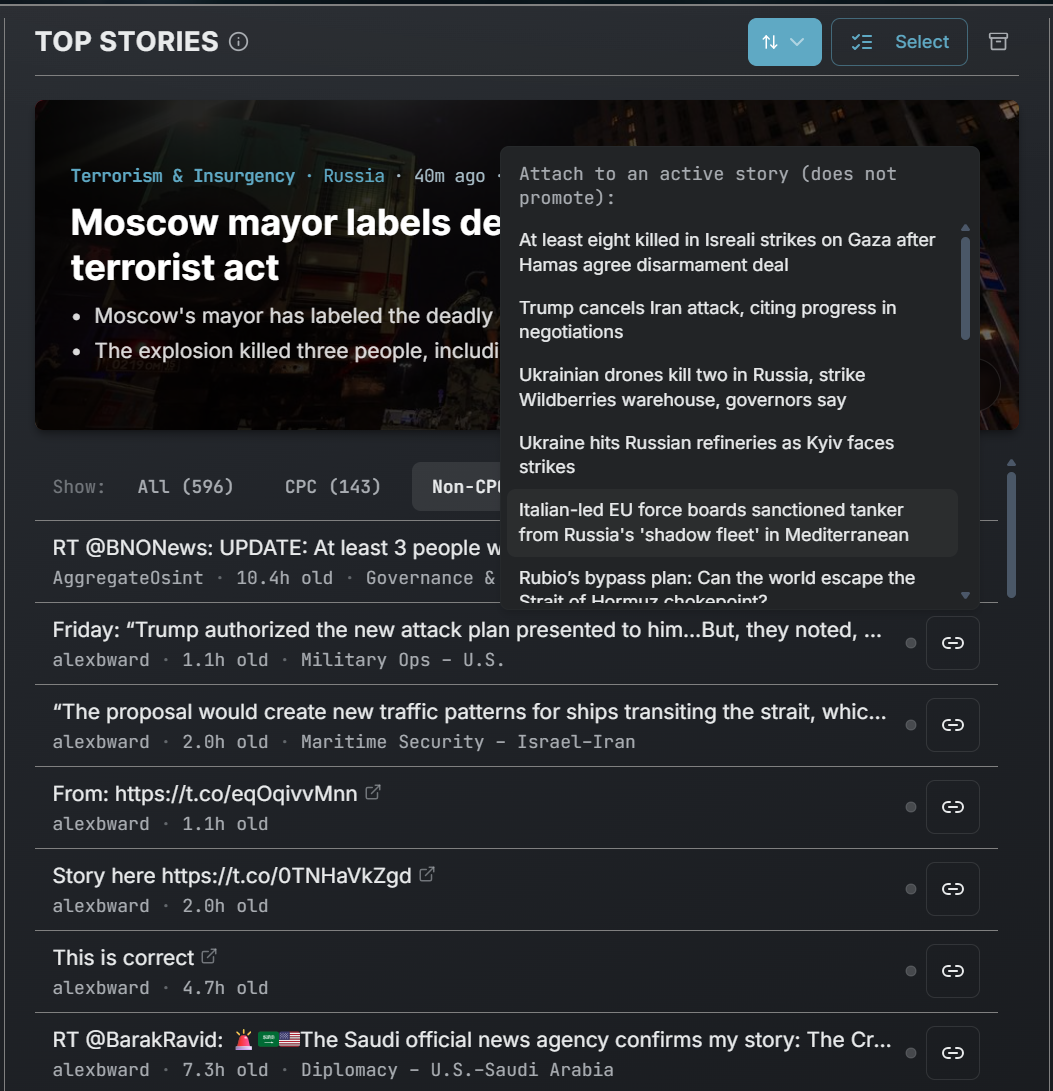 TOP STORIES
Select
Terrorism & Insurgency · Russia · 40m ago ·
Moscow mayor labels de
terrorist act
• Moscow's mayor has labeled the deadly
• The explosion killed three people, includi
Attach to an active story (does not
promote):
At least eight killed in Isreali strikes on Gaza after
Hamas agree disarmament deal
Trump cancels Iran attack, citing progress in
negotiations
Ukrainian drones kill two in Russia, strike
Wildberries warehouse, governors say
Ukraine hits Russian refineries as Kyiv faces
strikes
Italian-led EU force boards sanctioned tanker
from Russia's 'shadow fleet' in Mediterranean
Rubio’s bypass plan: Can the world escape the
Strait of Hormuz chokepoint?
Show: All (596) CPC (143) Non-CP
RT @BNONews: UPDATE: At least 3 people w
AggregateOsint · 10.4h old · Governance &
Friday: “Trump authorized the new attack plan presented to him...But, they noted, ...
alexbward · 1.1h old · Military Ops – U.S.
“The proposal would create new traffic patterns for ships transiting the strait, whic...
alexbward · 2.0h old · Maritime Security – Israel–Iran
From: https://t.co/eqOqivvMnn
alexbward · 1.1h old
Story here https://t.co/0TNHaVkZgd
alexbward · 2.0h old
This is correct
alexbward · 4.7h old
RT @BarakRavid: 🚨🇸🇦🇺🇸The Saudi official news agency confirms my story: The Cr...
alexbward · 7.3h old · Diplomacy – U.S.–Saudi Arabia